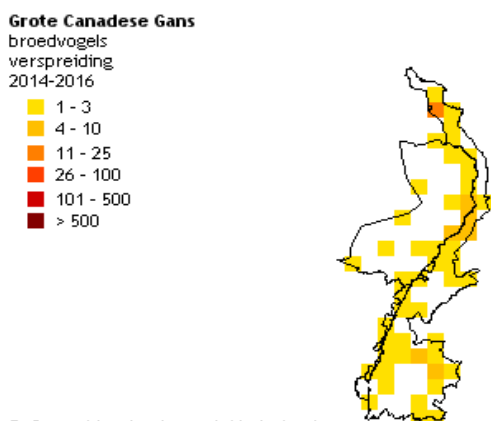 Grote Canadese Gans
broedvogels
verspreiding
2014-2016
1 - 3
4 - 10
11 - 25
26 - 100
101 - 500
> 500